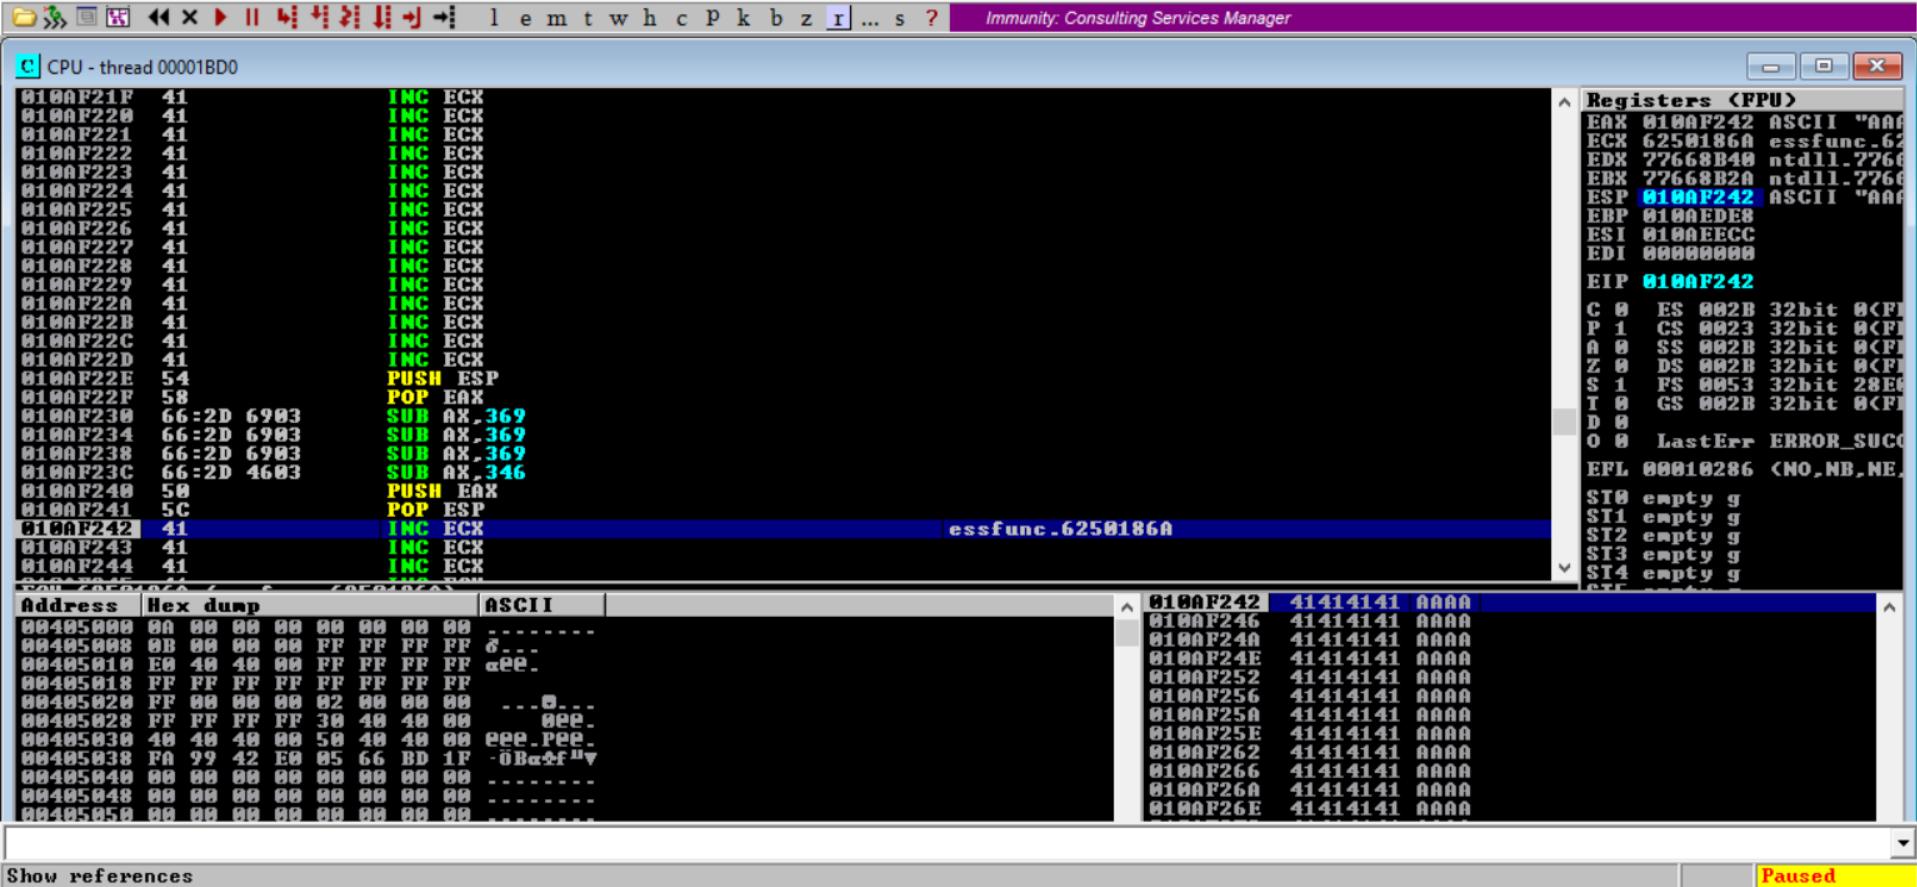 l e m t w h c P k b z r ... s ? Immunity: Consulting Services Manager
C CPU - thread 00001BD0
010AF21F 41 INC ECX
010AF220 41 INC ECX
010AF221 41 INC ECX
010AF222 41 INC ECX
010AF223 41 INC ECX
010AF224 41 INC ECX
010AF225 41 INC ECX
010AF226 41 INC ECX
010AF227 41 INC ECX
010AF228 41 INC ECX
010AF229 41 INC ECX
010AF22A 41 INC ECX
010AF22B 41 INC ECX
010AF22C 41 INC ECX
010AF22D 41 INC ECX
010AF22E 54 PUSH ESP
010AF22F 58 POP EAX
010AF230 66:2D 6903 SUB AX,369
010AF234 66:2D 6903 SUB AX,369
010AF238 66:2D 6903 SUB AX,369
010AF23C 66:2D 4603 SUB AX,346
010AF240 50 PUSH EAX
010AF241 5C POP ESP
010AF242 41 INC ECX essfunc.6250186A
010AF243 41 INC ECX
010AF244 41 INC ECX
Registers (FPU)
EAX 010AF242 ASCII "AAA
ECX 6250186A essfunc.62
EDX 77668B40 ntdll.7766
EBX 77668B2A ntdll.7766
ESP 010AF242 ASCII "AAA
EBP 010AEDE8
ESI 010AEECC
EDI 00000000
EIP 010AF242
C 0 ES 002B 32bit 0(FF
P 1 CS 0023 32bit 0(FF
A 0 SS 002B 32bit 0(FF
Z 0 DS 002B 32bit 0(FF
S 1 FS 0053 32bit 28E0
T 0 GS 002B 32bit 0(FF
D 0
O 0 LastErr ERROR_SUCC
EFL 00010286 (NO,NB,NE,
ST0 empty g
ST1 empty g
ST2 empty g
ST3 empty g
ST4 empty g
Address Hex dump ASCII
00405000 0A 00 00 00 00 00 00 00 ........
00405008 0B 00 00 00 FF FF FF FF ♂...
00405010 E0 40 40 00 FF FF FF FF α@@.
00405018 FF FF FF FF FF FF FF FF
00405020 FF 00 00 00 02 00 00 00 ...☻...
00405028 FF FF FF FF 30 40 40 00 0@@.
00405030 40 40 40 00 50 40 40 00 @@@.P@@.
00405038 FA 99 42 E0 05 66 BD 1F ·ÖBα♣f╜▼
00405040 00 00 00 00 00 00 00 00 ........
00405048 00 00 00 00 00 00 00 00 ........
00405050 00 00 00 00 00 00 00 00 ........
010AF242 41414141 AAAA
010AF246 41414141 AAAA
010AF24A 41414141 AAAA
010AF24E 41414141 AAAA
010AF252 41414141 AAAA
010AF256 41414141 AAAA
010AF25A 41414141 AAAA
010AF25E 41414141 AAAA
010AF262 41414141 AAAA
010AF266 41414141 AAAA
010AF26A 41414141 AAAA
010AF26E 41414141 AAAA
Show references Paused